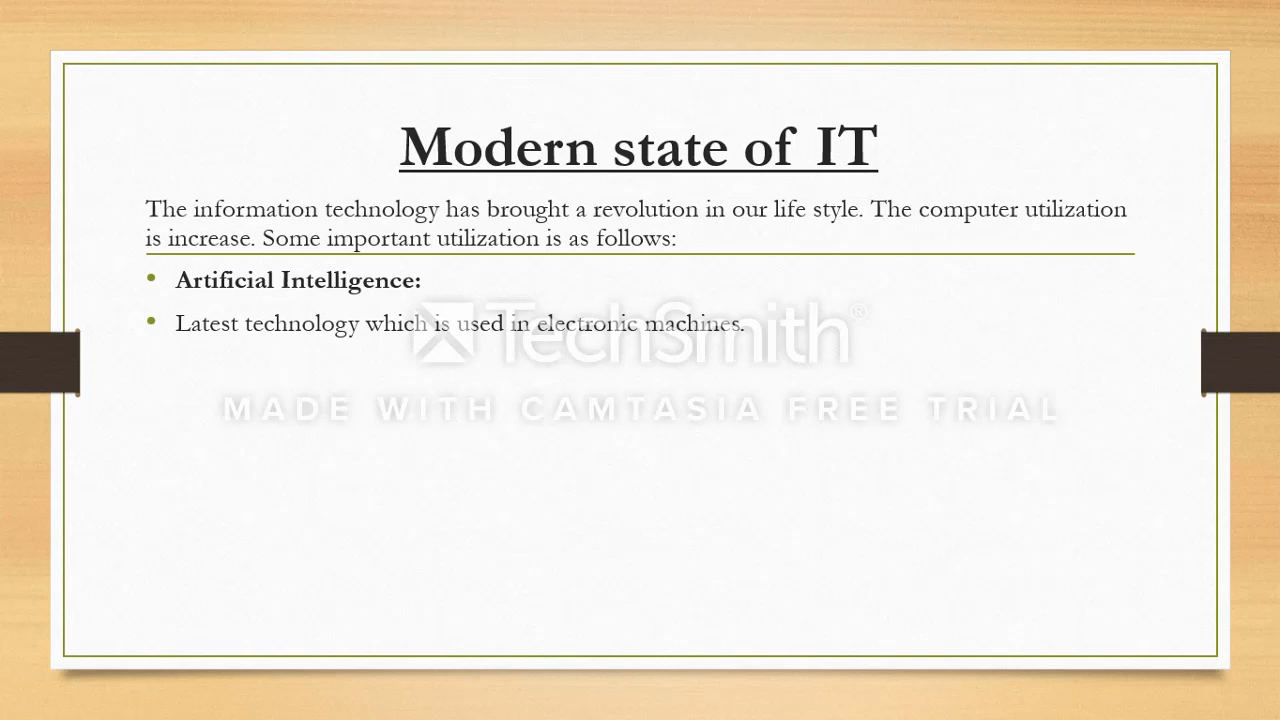 Modern state of IT
The information technology has brought a revolution in our life style. The computer utilization
is increase. Some important utilization is as follows:
• Artificial Intelligence:
• Latest technology which is used in electronic machines.
TechSmith®
MADE WITH CAMTASIA FREE TRIAL